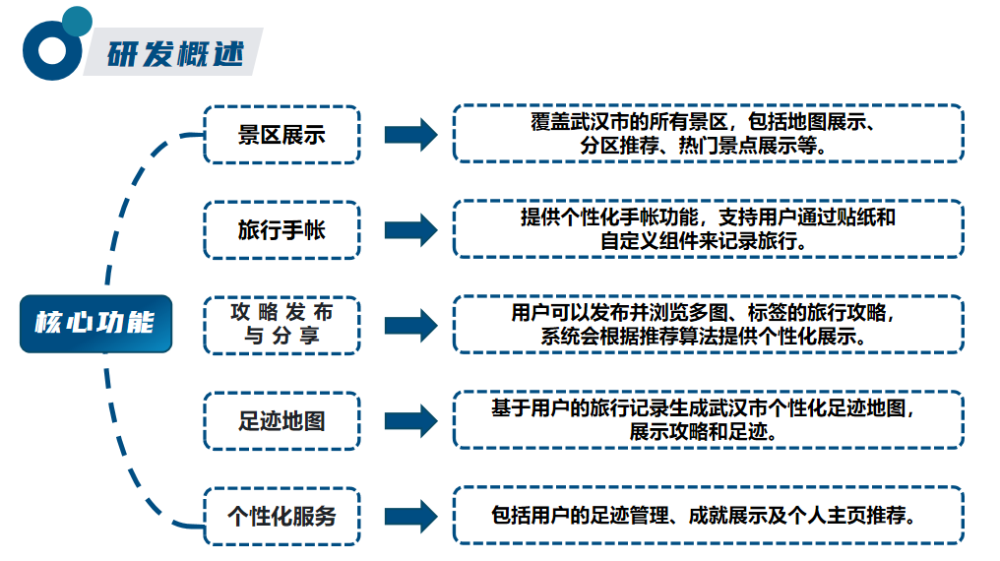 研发概述
景区展示
覆盖武汉市的所有景区，包括地图展示、
分区推荐、热门景点展示等。
旅行手帐
提供个性化手帐功能，支持用户通过贴纸和
自定义组件来记录旅行。
核心功能
攻略发布
与分享
用户可以发布并浏览多图、标签的旅行攻略，
系统会根据推荐算法提供个性化展示。
足迹地图
基于用户的旅行记录生成武汉市个性化足迹地图，
展示攻略和足迹。
个性化服务
包括用户的足迹管理、成就展示及个人主页推荐。